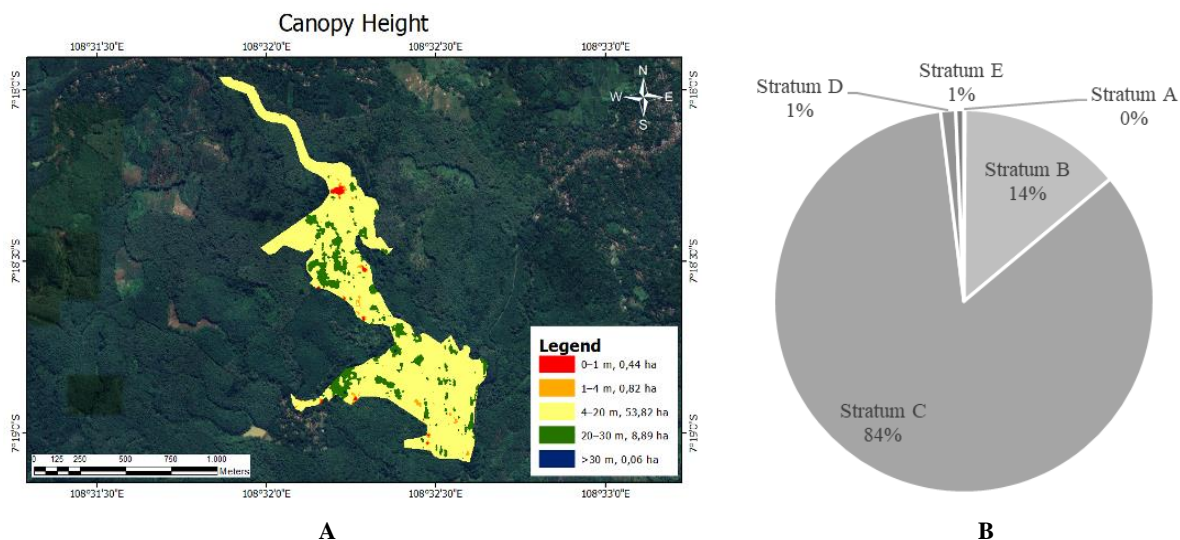 Canopy Height
108°31'30"E
108°32'0"E
108°32'30"E
108°33'0"E
7°18'0"S
7°18'0"S
N
W E
S
7°18'30"S
7°18'30"S
7°19'0"S
7°19'0"S
Legend
0–1 m, 0,44 ha
1–4 m, 0,82 ha
4–20 m, 53,82 ha
20–30 m, 8,89 ha
>30 m, 0,06 ha
0 125 250 500 750 1.000
Meters
108°31'30"E
108°32'0"E
108°32'30"E
108°33'0"E
A
Stratum D
1%
Stratum E
1%
Stratum A
0%
Stratum B
14%
Stratum C
84%
B